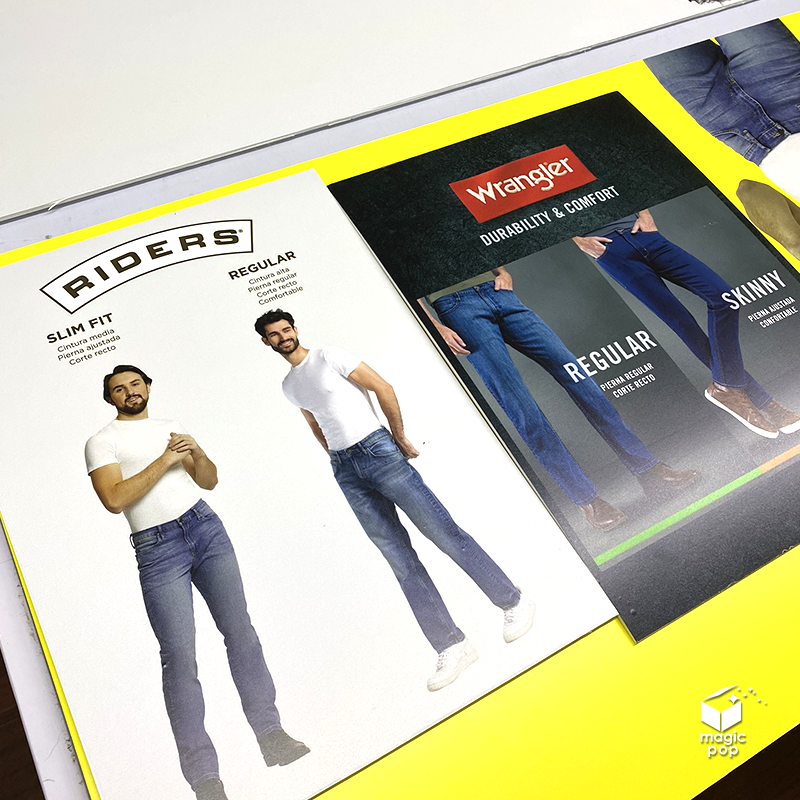 RIDERS®
SLIM FIT
Cintura media
Pierna ajustada
Corte recto
REGULAR
Cintura alta
Pierna regular
Corte recto
Comfortable
Wrangler
DURABILITY & COMFORT
REGULAR
PIERNA REGULAR
CORTE RECTO
SKINNY
PIERNA AJUSTADA
CONFORTABLE
magic
pop